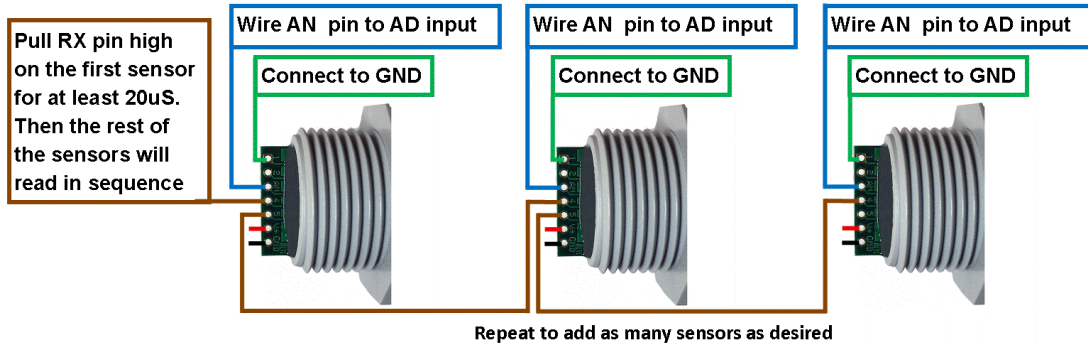 Pull RX pin high
on the first sensor
for at least 20uS.
Then the rest of
the sensors will
read in sequence
Wire AN  pin to AD input
Connect to GND
Wire AN  pin to AD input
Connect to GND
Wire AN  pin to AD input
Connect to GND
Repeat to add as many sensors as desired